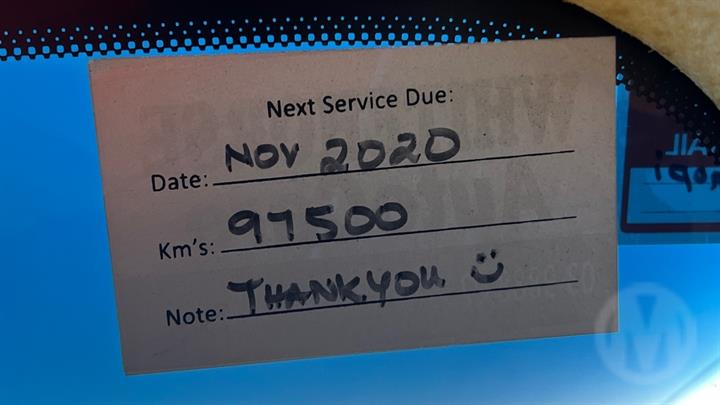 Next Service Due:
Date: NOV 2020
Km's: 97500
Note: THANKYOU